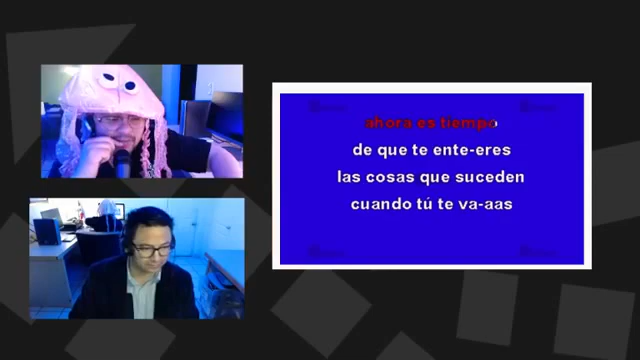 ahora es tiempo
de que te ente-eres
las cosas que suceden
cuando tú te va-aas